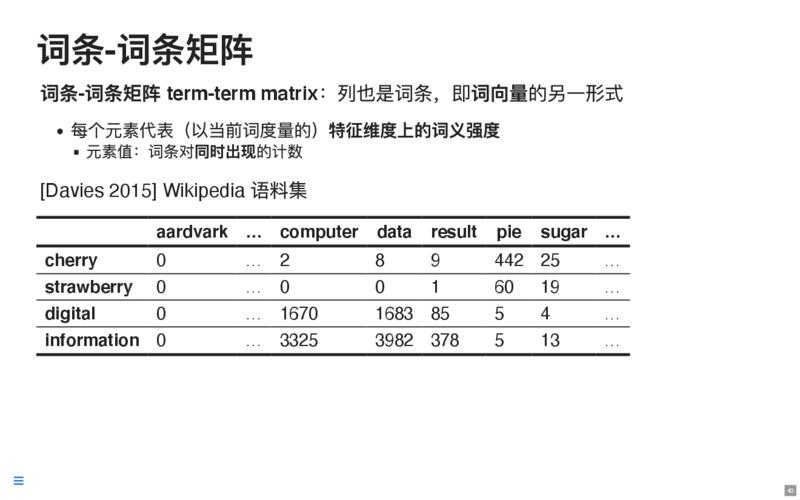 词条-词条矩阵
词条-词条矩阵 term-term matrix：列也是词条，即词向量的另一形式
• 每个元素代表（以当前词度量的）特征维度上的词义强度
▪ 元素值：词条对同时出现的计数
[Davies 2015] Wikipedia 语料集
aardvark … computer data result pie sugar …
cherry 0 … 2 8 9 442 25 …
strawberry 0 … 0 0 1 60 19 …
digital 0 … 1670 1683 85 5 4 …
information 0 … 3325 3982 378 5 13 …